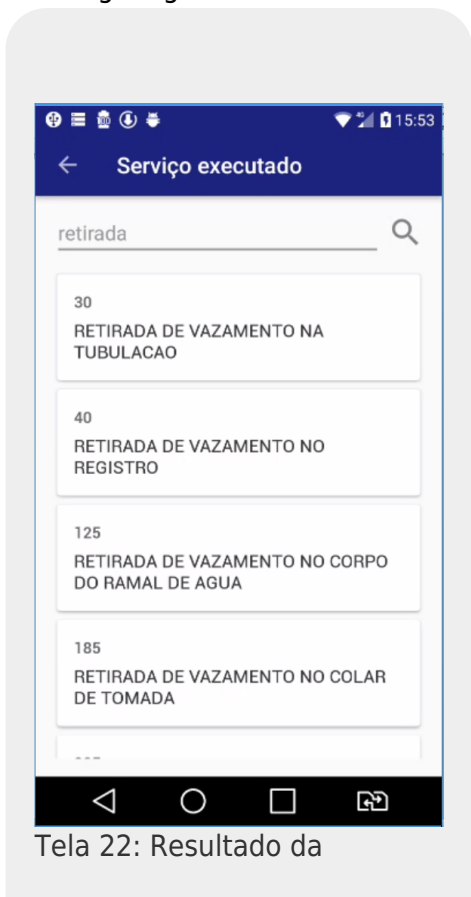 15:53
Serviço executado
retirada
30
RETIRADA DE VAZAMENTO NA
TUBULACAO
40
RETIRADA DE VAZAMENTO NO
REGISTRO
125
RETIRADA DE VAZAMENTO NO CORPO
DO RAMAL DE AGUA
185
RETIRADA DE VAZAMENTO NO COLAR
DE TOMADA
Tela 22: Resultado da